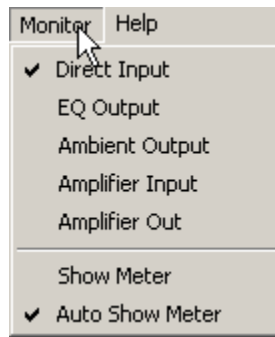 Monitor Help
Direct Input
EQ Output
Ambient Output
Amplifier Input
Amplifier Out
Show Meter
Auto Show Meter